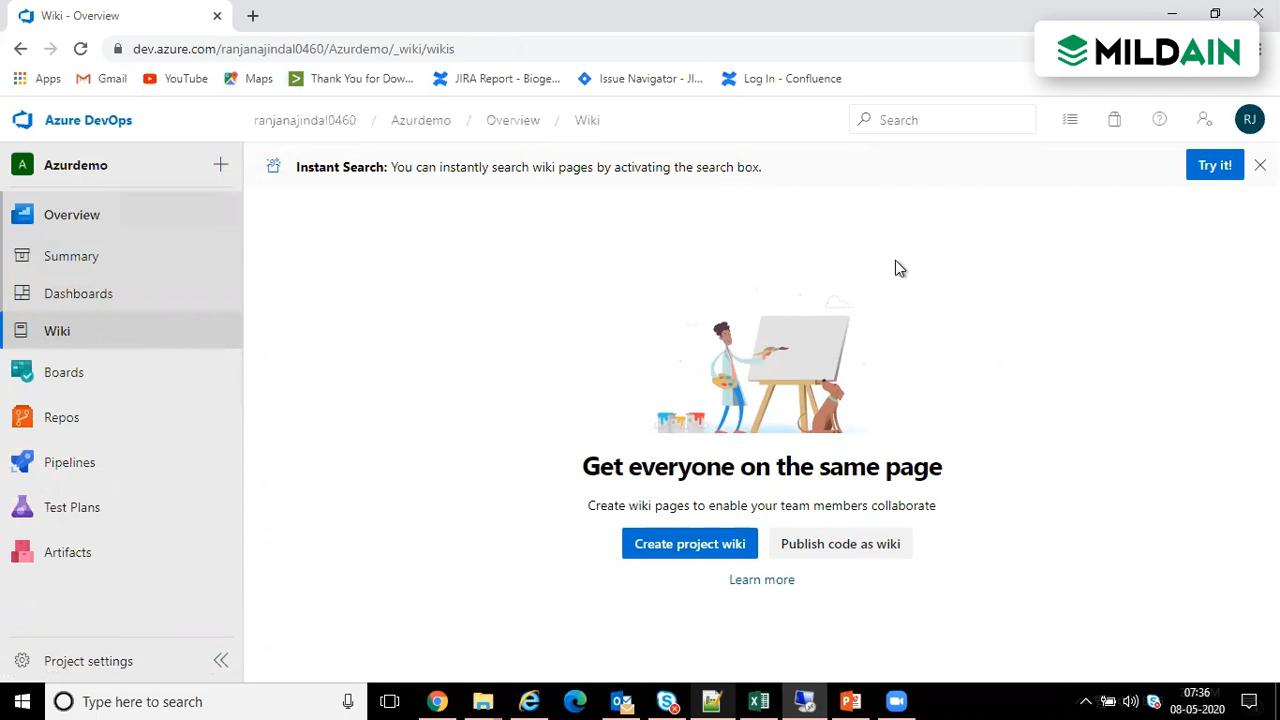 Wiki - Overview
dev.azure.com/ranjanajindal0460/Azurdemo/_wiki/wikis
Apps
Gmail
YouTube
Maps
Thank You for Dow...
JIRA Report - Bioge...
Issue Navigator - JI...
Log In - Confluence
MILDAIN
Azure DevOps
ranjanajindal0460 / Azurdemo / Overview / Wiki
Search
RJ
A Azurdemo
Instant Search: You can instantly search wiki pages by activating the search box.
Try it!
Overview
Summary
Dashboards
Wiki
Boards
Repos
Pipelines
Test Plans
Artifacts
Get everyone on the same page
Create wiki pages to enable your team members collaborate
Create project wiki
Publish code as wiki
Learn more
Project settings
Type here to search
07:36
08-05-2020